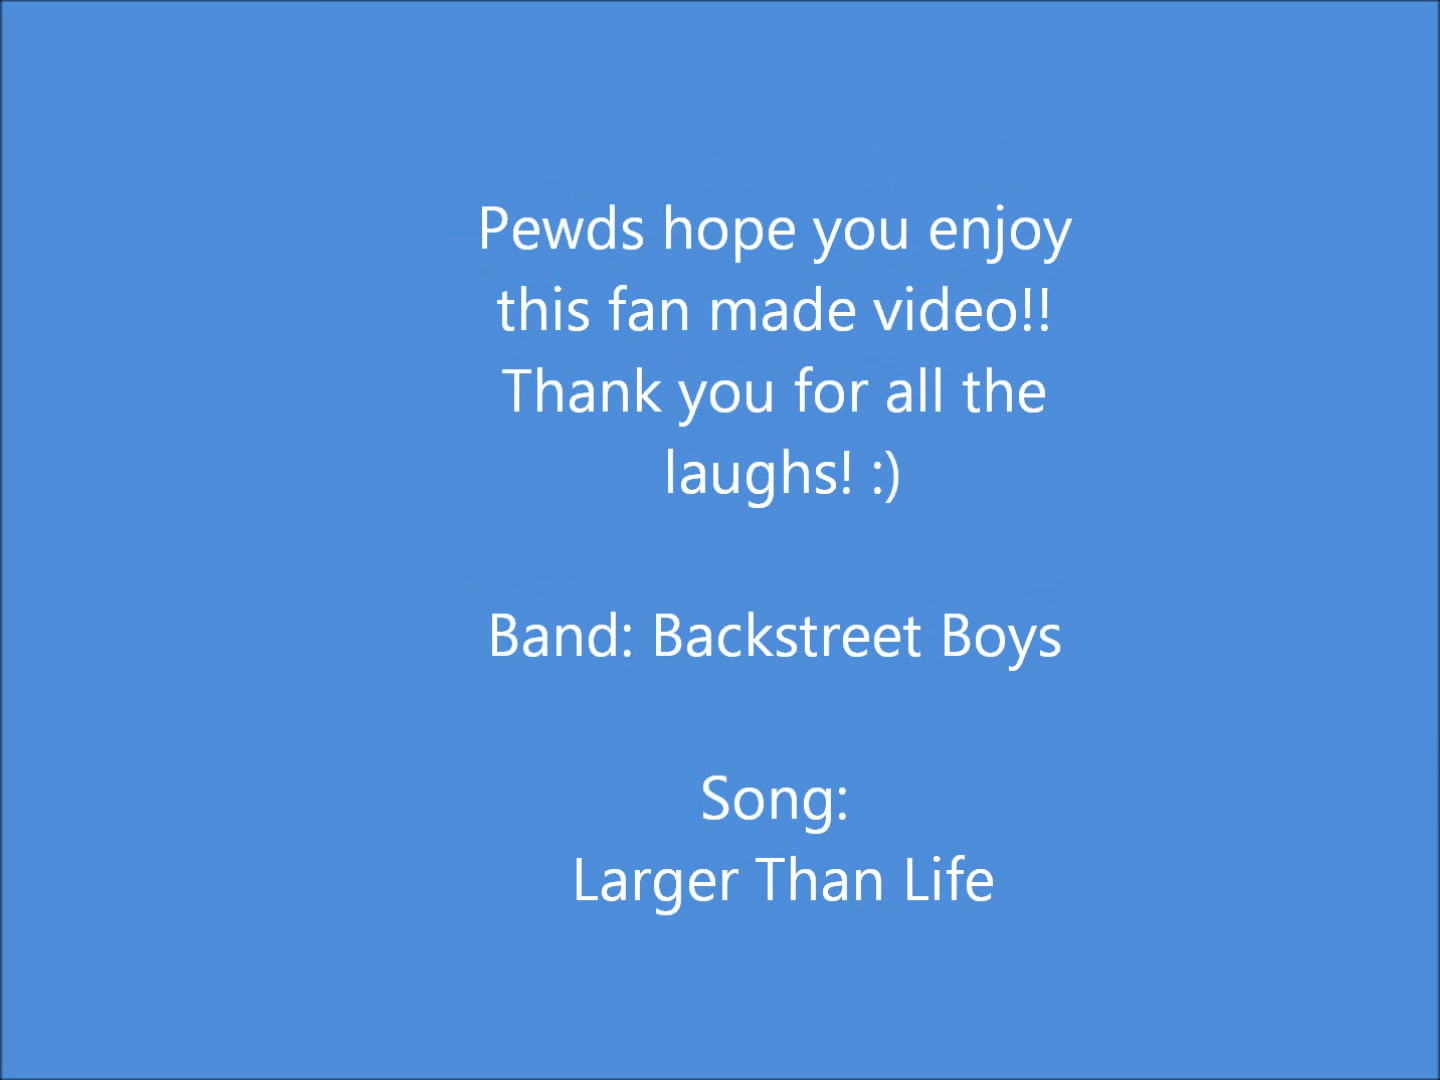 Pewds hope you enjoy
this fan made video!!
Thank you for all the
laughs! :)
Band: Backstreet Boys
Song:
Larger Than Life